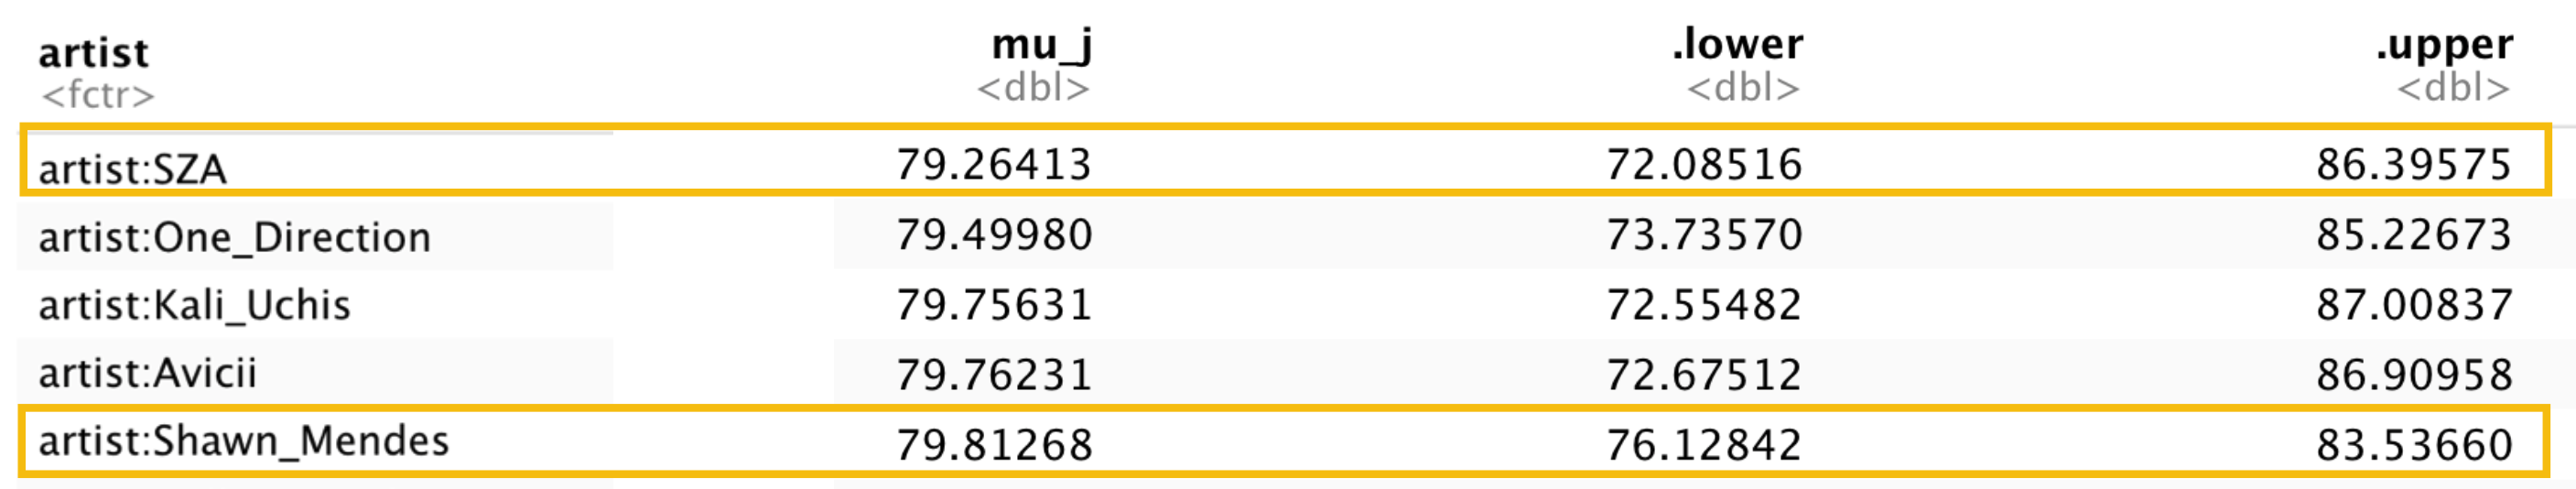 artist mu_j .lower .upper
<fctr> <dbl> <dbl> <dbl>
artist:SZA 79.26413 72.08516 86.39575
artist:One_Direction 79.49980 73.73570 85.22673
artist:Kali_Uchis 79.75631 72.55482 87.00837
artist:Avicii 79.76231 72.67512 86.90958
artist:Shawn_Mendes 79.81268 76.12842 83.53660